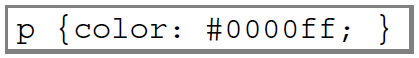 p {color: #0000ff; }